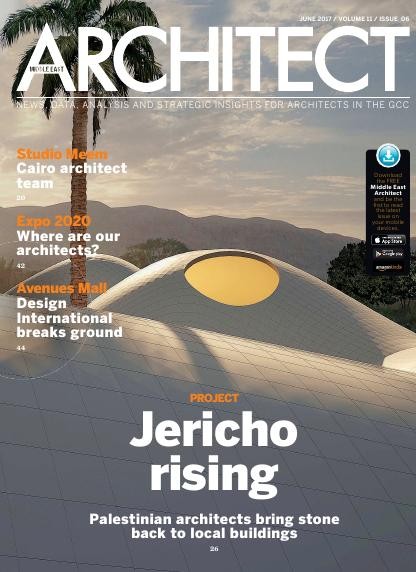 JUNE 2017 / VOLUME 11 / ISSUE 06
MIDDLE EAST
ARCHITECT
NEWS, DATA, ANALYSIS AND STRATEGIC INSIGHTS FOR ARCHITECTS IN THE GCC
Studio Meem
Cairo architect
team
20
Expo 2020
Where are our
architects?
42
Avenues Mall
Design
International
breaks ground
44
Download
the FREE
Middle East
Architect
and be the
first to read
the latest
issue on
your mobile
devices.
App Store
Google play
amazonkindle
PROJECT
Jericho
rising
Palestinian architects bring stone
back to local buildings
26